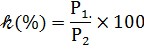 𝓀(%) = P₁. / P₂ × 100